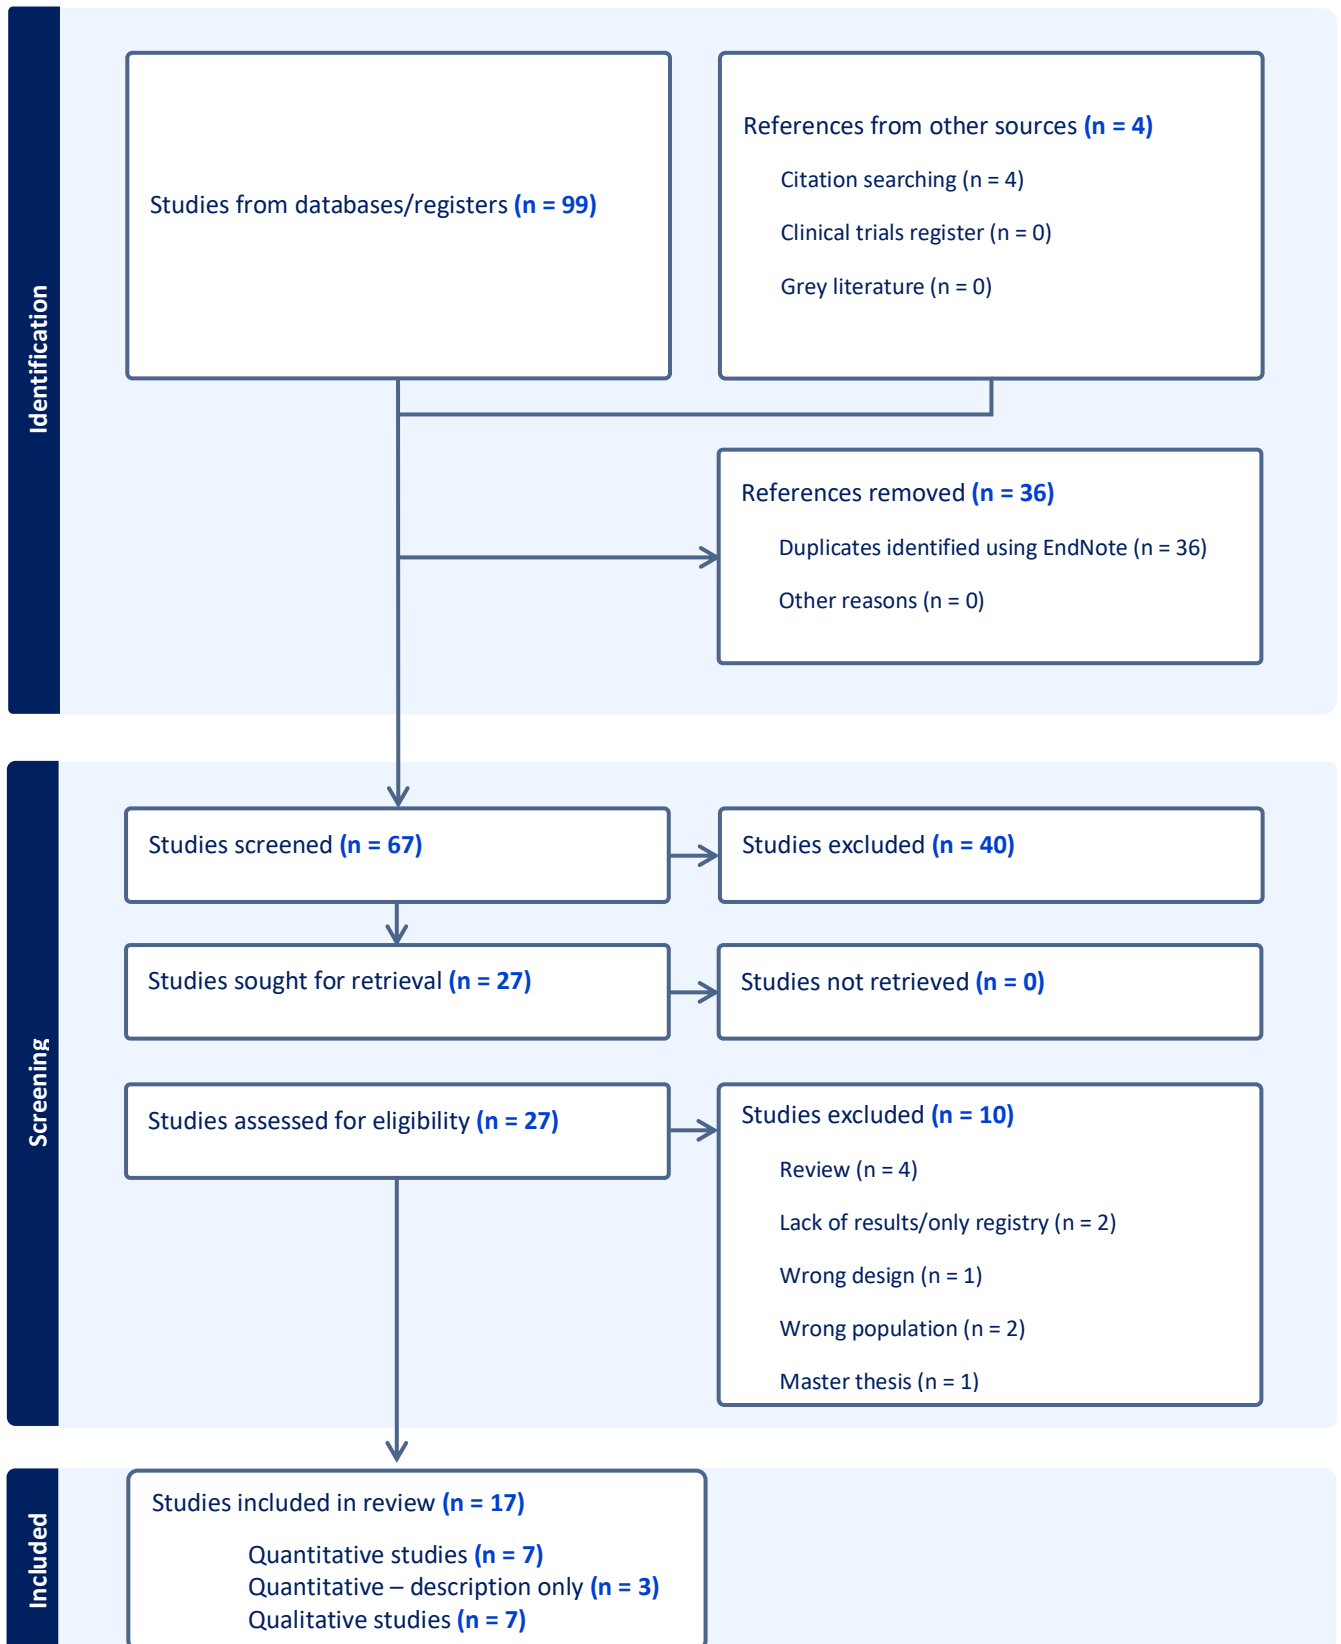 Identification
Studies from databases/registers (n = 99)
References from other sources (n = 4)
Citation searching (n = 4)
Clinical trials register (n = 0)
Grey literature (n = 0)
References removed (n = 36)
Duplicates identified using EndNote (n = 36)
Other reasons (n = 0)
Screening
Studies screened (n = 67)
Studies excluded (n = 40)
Studies sought for retrieval (n = 27)
Studies not retrieved (n = 0)
Studies assessed for eligibility (n = 27)
Studies excluded (n = 10)
Review (n = 4)
Lack of results/only registry (n = 2)
Wrong design (n = 1)
Wrong population (n = 2)
Master thesis (n = 1)
Included
Studies included in review (n = 17)
Quantitative studies (n = 7)
Quantitative – description only (n = 3)
Qualitative studies (n = 7)